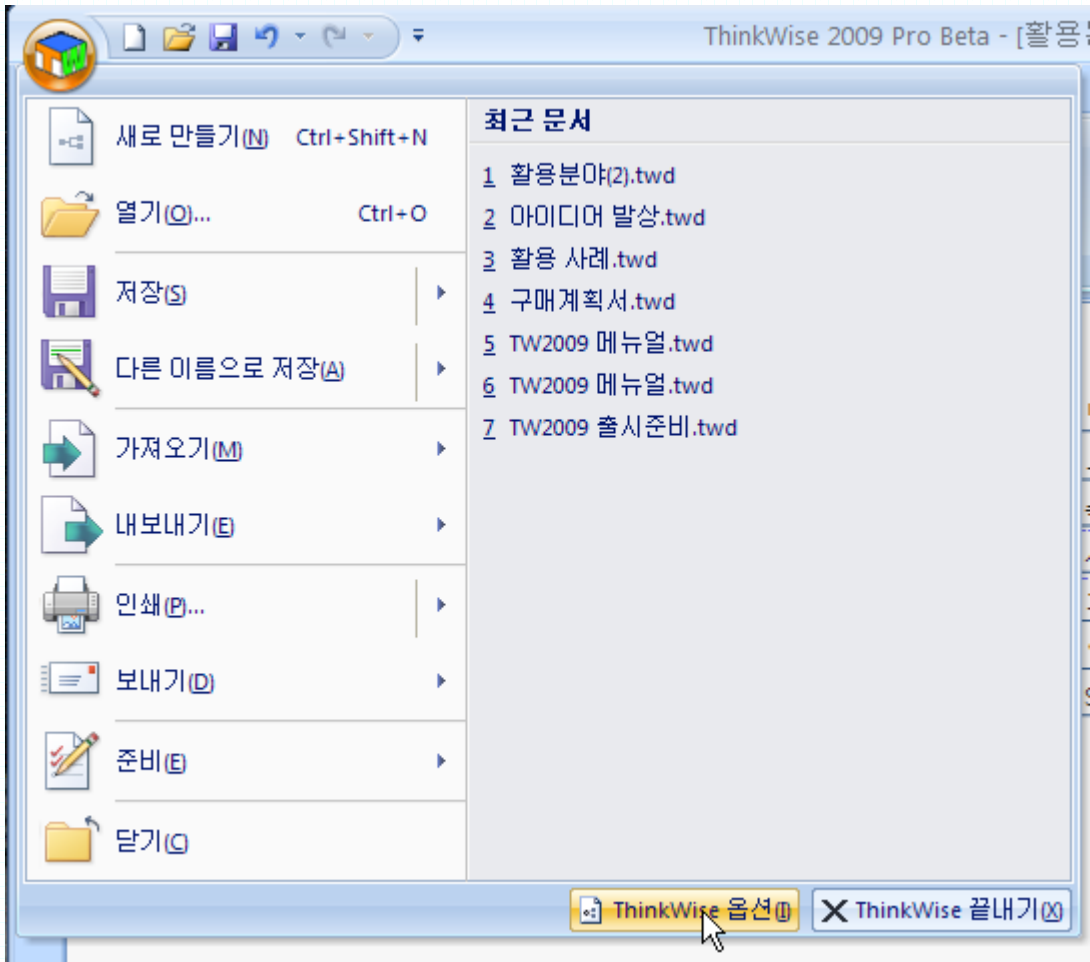 ThinkWise 2009 Pro Beta - [활용
새로 만들기(N) Ctrl+Shift+N
열기(O)... Ctrl+O
저장(S)
다른 이름으로 저장(A)
가져오기(M)
내보내기(E)
인쇄(P)...
보내기(D)
준비(E)
닫기(C)
최근 문서
1 활용분야(2).twd
2 아이디어 발상.twd
3 활용 사례.twd
4 구매계획서.twd
5 TW2009 메뉴얼.twd
6 TW2009 메뉴얼.twd
7 TW2009 출시준비.twd
ThinkWise 옵션(I)
ThinkWise 끝내기(X)